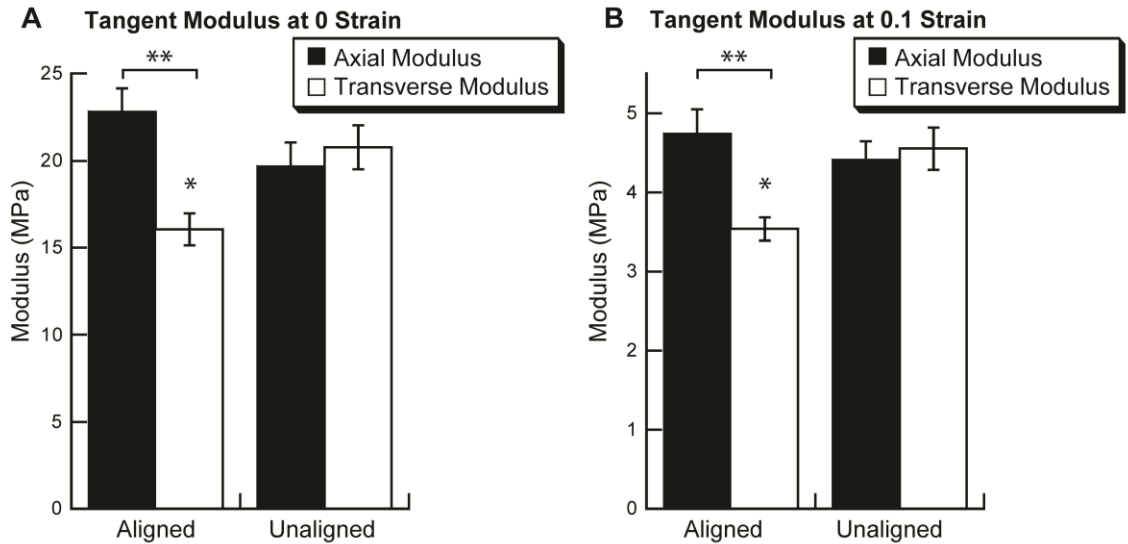 A Tangent Modulus at 0 Strain
**
Axial Modulus
Transverse Modulus
25
20
15
10
5
0
Modulus (MPa)
*
Aligned Unaligned
B Tangent Modulus at 0.1 Strain
**
Axial Modulus
Transverse Modulus
5
4
3
2
1
0
Modulus (MPa)
*
Aligned Unaligned